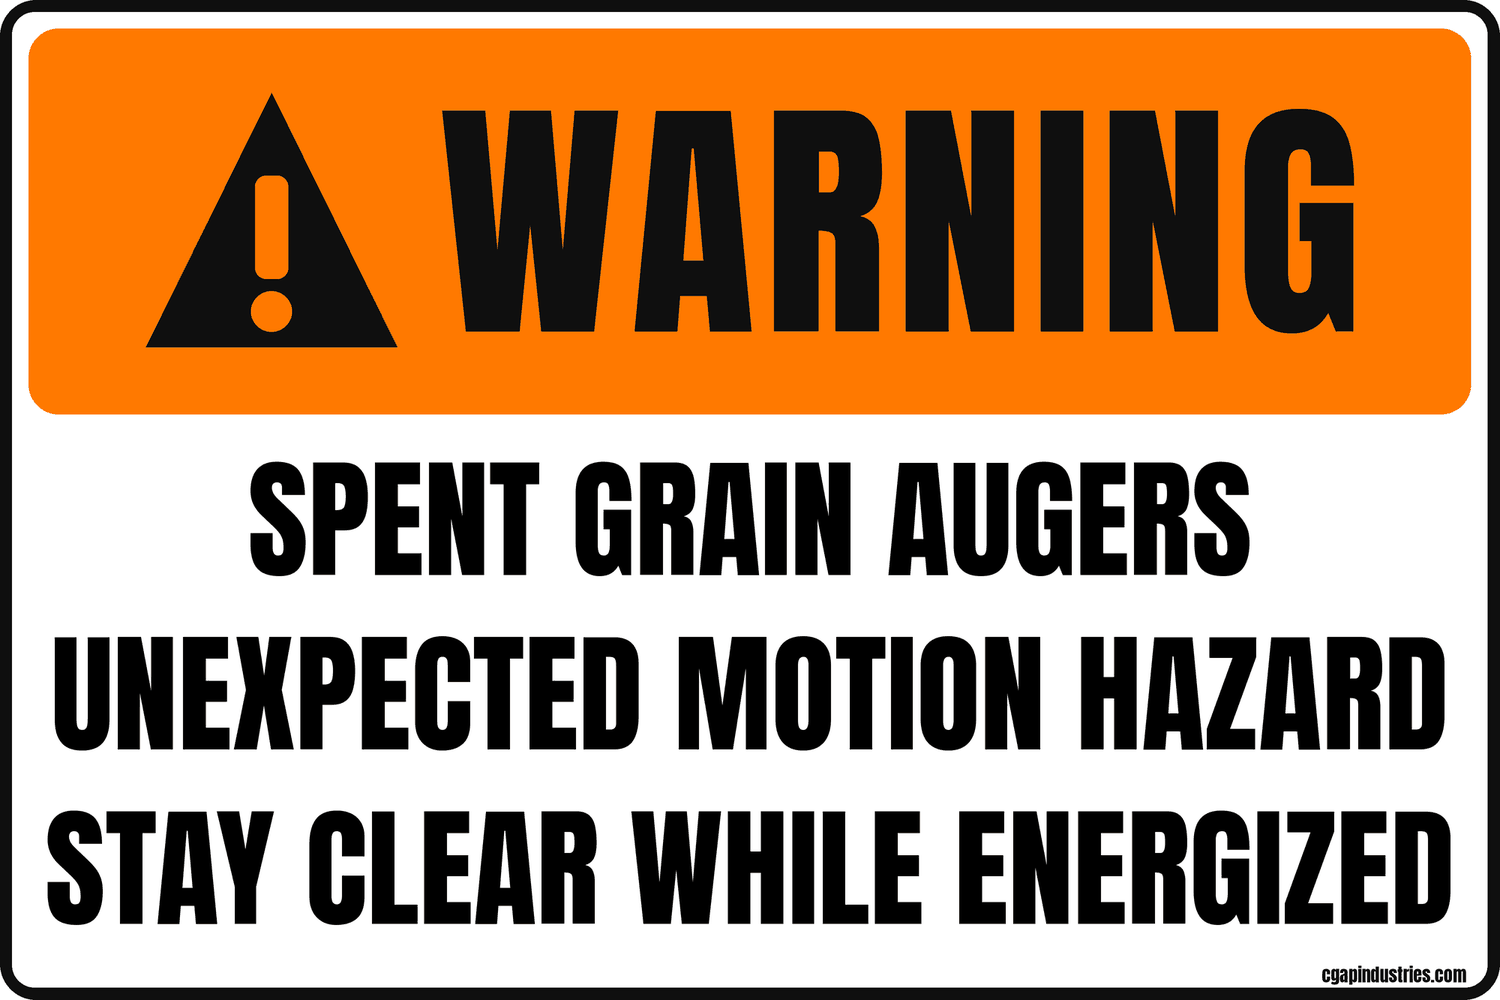 WARNING
SPENT GRAIN AUGERS
UNEXPECTED MOTION HAZARD
STAY CLEAR WHILE ENERGIZED
cgapindustries.com